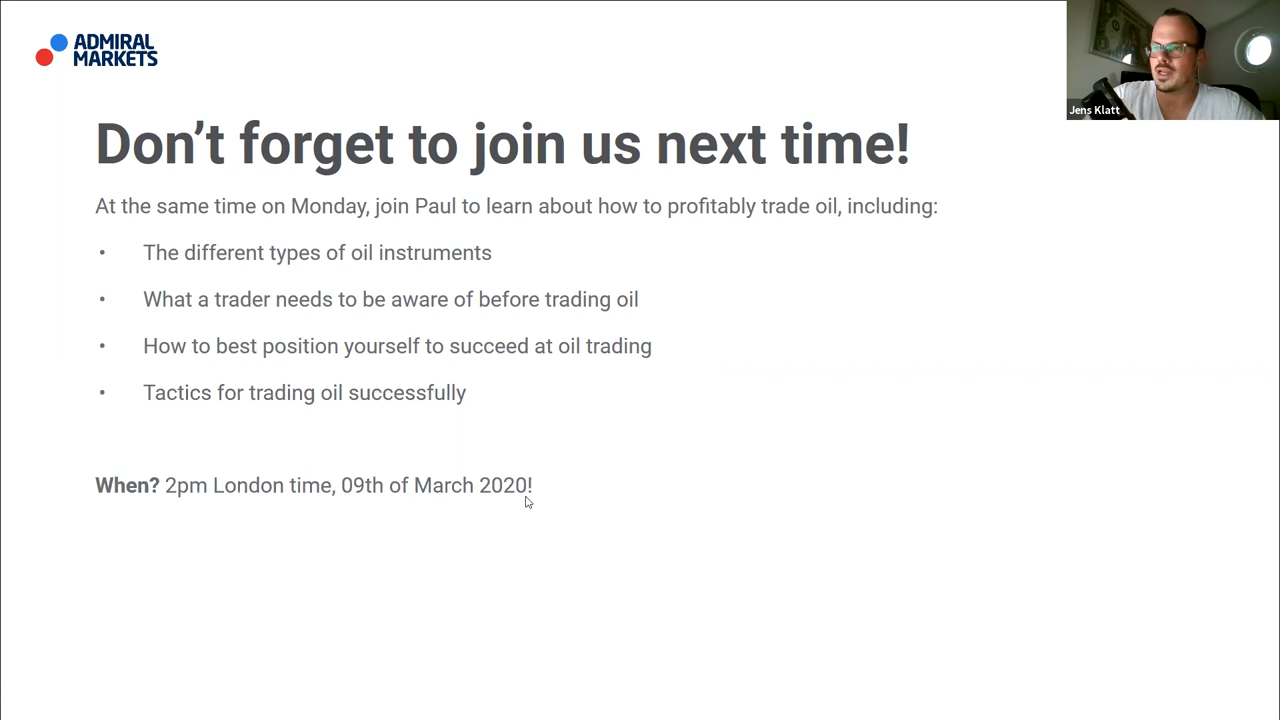 ADMIRAL
MARKETS
Jens Klatt
Don’t forget to join us next time!
At the same time on Monday, join Paul to learn about how to profitably trade oil, including:
• The different types of oil instruments
• What a trader needs to be aware of before trading oil
• How to best position yourself to succeed at oil trading
• Tactics for trading oil successfully
When? 2pm London time, 09th of March 2020!